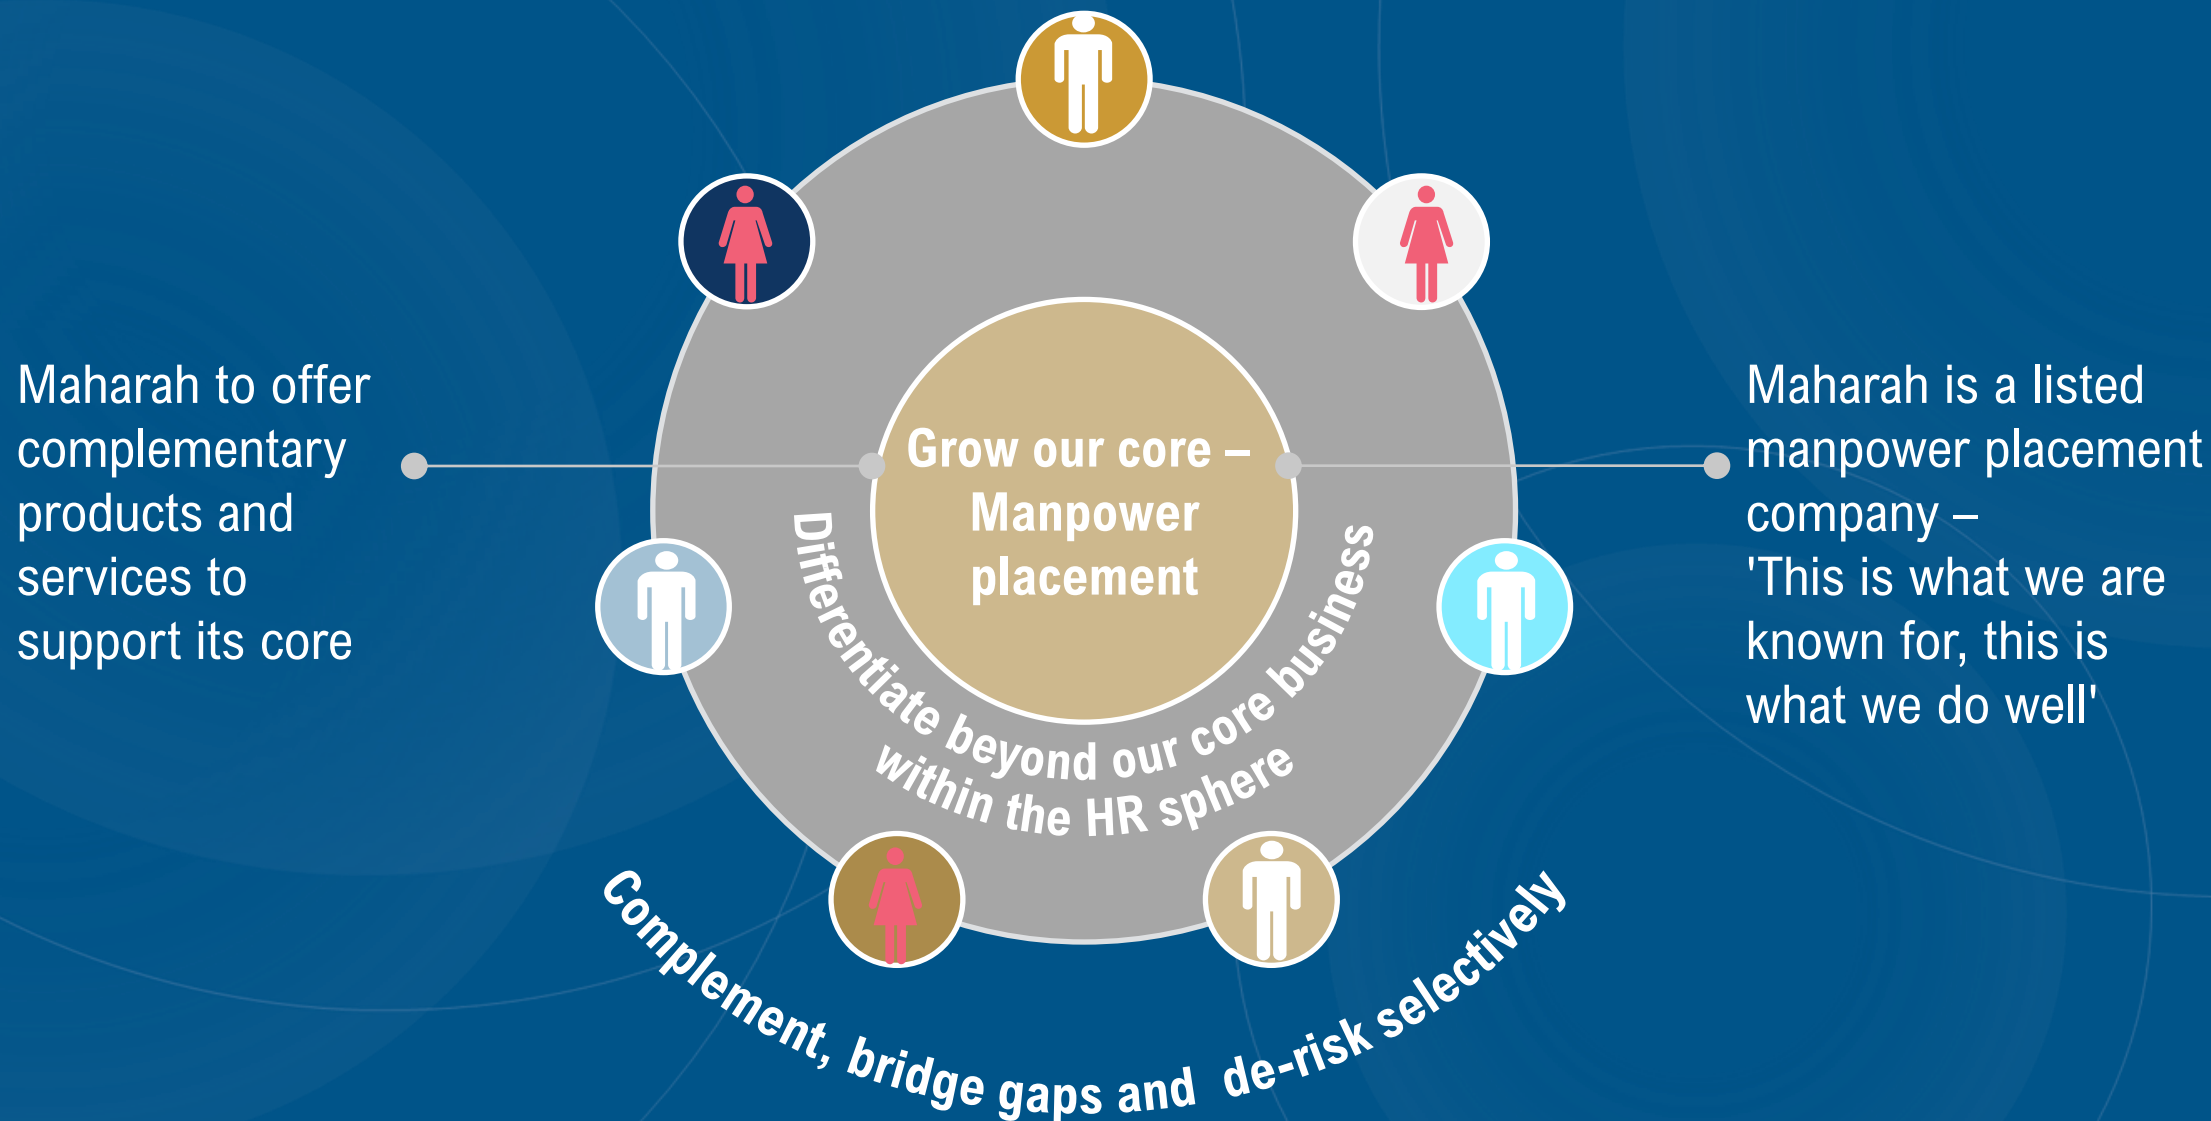 Maharah to offer
complementary
products and
services to
support its core
Grow our core –
Manpower
placement
Differentiate beyond our core business
within the HR sphere
Complement, bridge gaps and de-risk selectively
Maharah is a listed
manpower placement
company –
'This is what we are
known for, this is
what we do well'